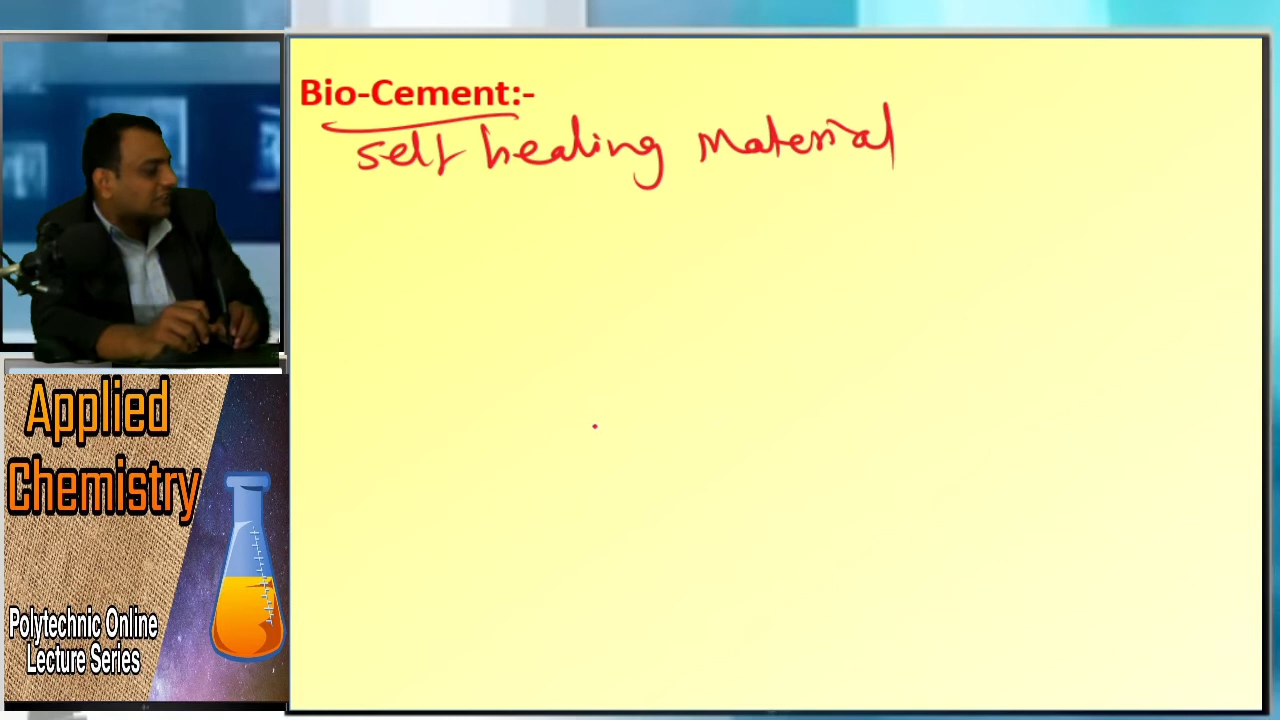 Bio-Cement:-
self healing material
Applied
Chemistry
Polytechnic Online
Lecture Series